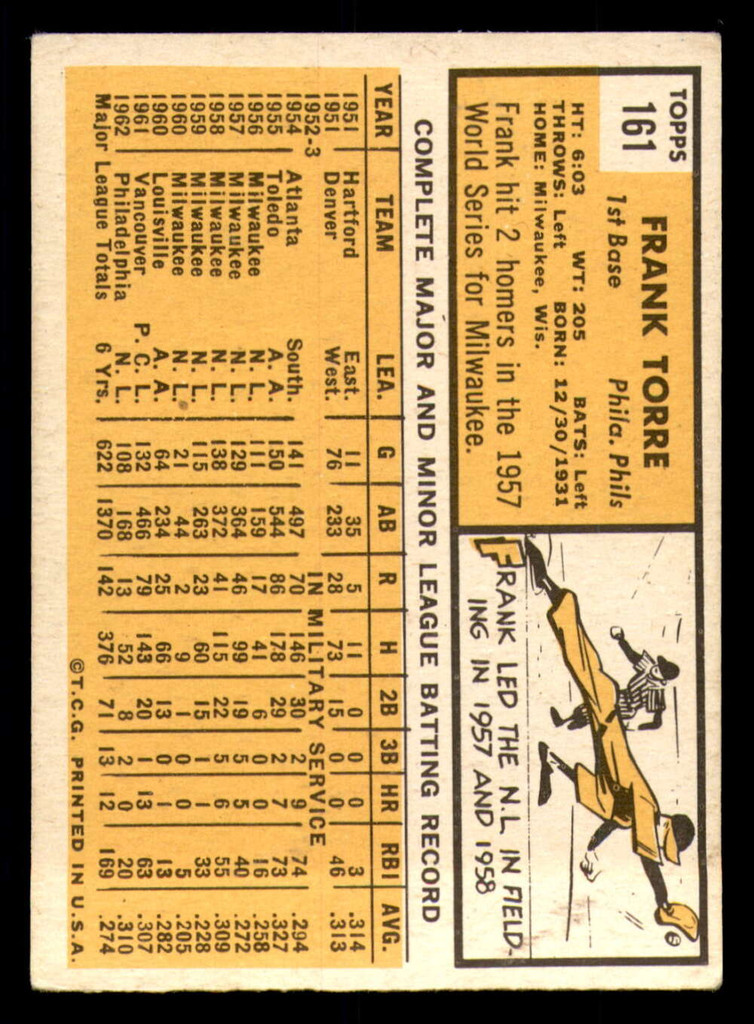 TOPPS
161
FRANK TORRE
1st Base Phila. Phils
HT: 6:03 WT: 205 BATS: Left
THROWS: Left BORN: 12/30/1931
HOME: Milwaukee, Wis.
Frank hit 2 homers in the 1957
World Series for Milwaukee.
FRANK LED THE N.L. IN FIELD-
ING IN 1957 AND 1958
COMPLETE MAJOR AND MINOR LEAGUE BATTING RECORD
YEAR TEAM LEA. G AB R H 2B 3B HR RBI AVG.
1951 Hartford East. 11 35 5 11 0 0 0 3 .314
1951 Denver West. 76 233 28 73 15 0 0 46 .313
1952-3 IN MILITARY SERVICE
1954 Atlanta South. 141 497 70 146 30 2 9 74 .294
1955 Toledo A. A. 150 544 86 178 29 2 7 73 .327
1956 Milwaukee N. L. 111 159 17 41 6 0 0 16 .258
1957 Milwaukee N. L. 129 364 46 99 19 5 5 40 .272
1958 Milwaukee N. L. 138 372 41 115 22 5 6 55 .309
1959 Milwaukee N. L. 115 263 23 60 15 1 1 33 .228
1960 Milwaukee N. L. 21 44 2 9 1 0 0 5 .205
1960 Louisville A. A. 64 234 25 66 13 0 1 13 .282
1961 Vancouver P. C. L. 132 466 79 143 20 1 13 63 .307
1962 Philadelphia N. L. 108 168 13 52 8 2 0 20 .310
Major League Totals 6 Yrs. 622 1370 142 376 71 13 12 169 .274
©T.C.G. PRINTED IN U.S.A.